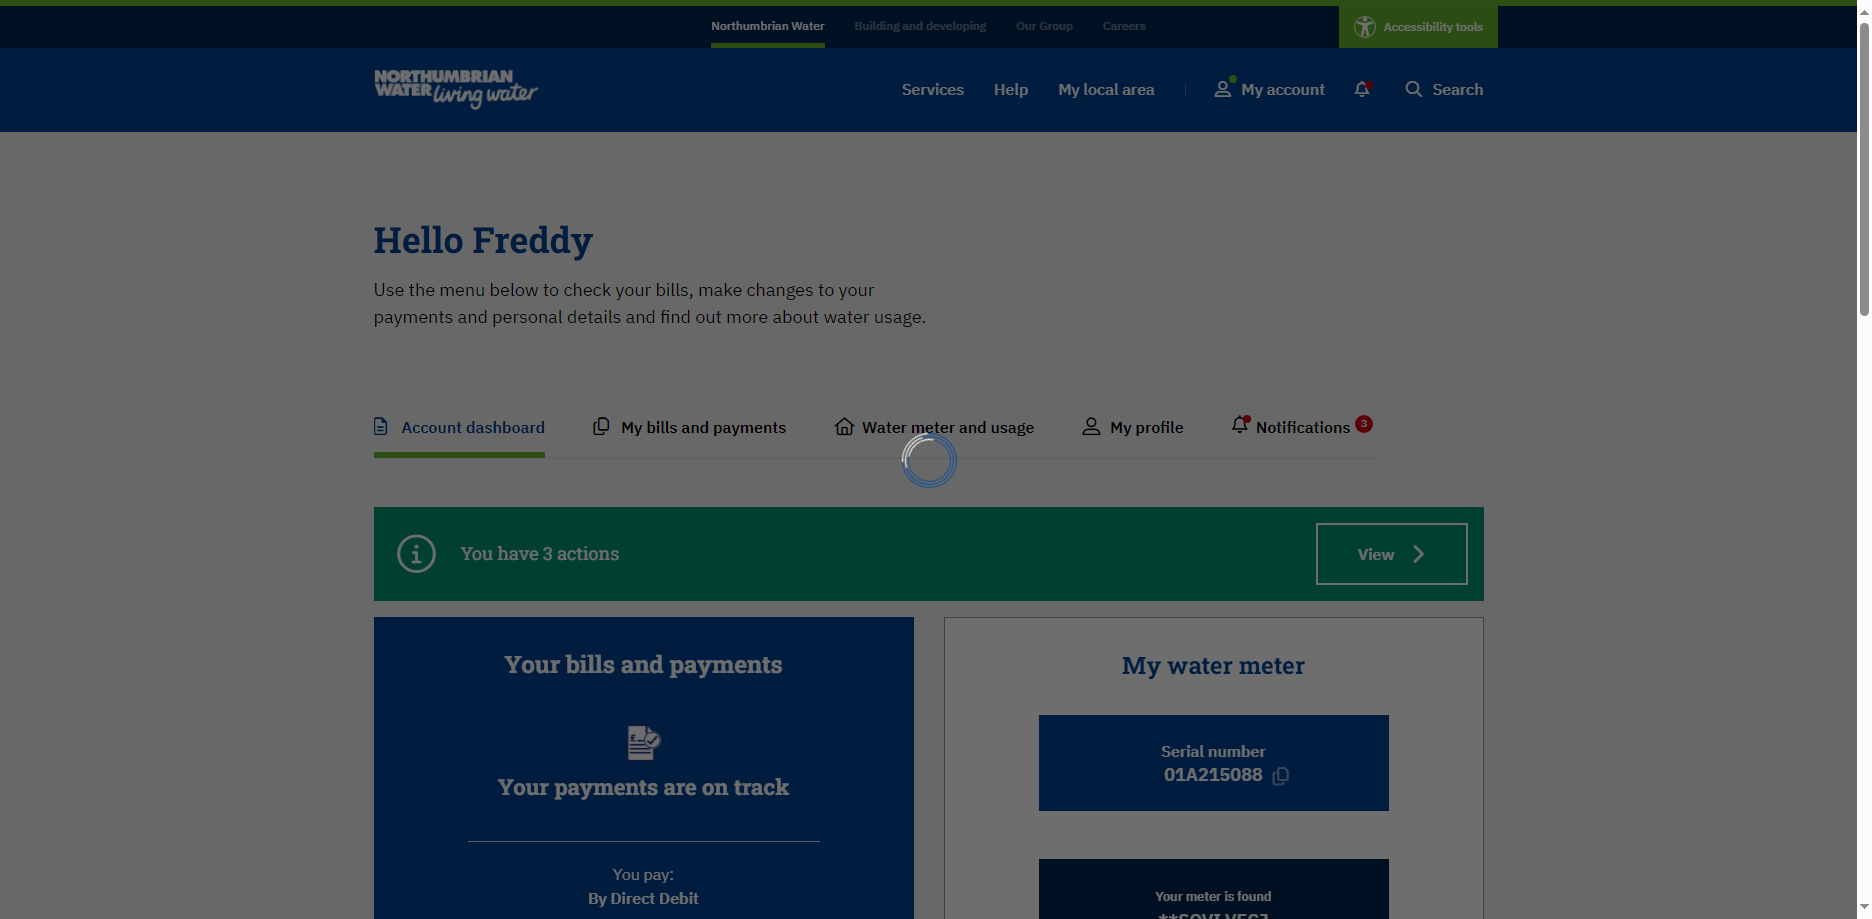 Northumbrian Water
Building and developing
Our Group
Careers
Accessibility tools
NORTHUMBRIAN
WATER living water
Services
Help
My local area
My account
Search
Hello Freddy
Use the menu below to check your bills, make changes to your
payments and personal details and find out more about water usage.
Account dashboard
My bills and payments
Water meter and usage
My profile
Notifications 3
You have 3 actions
View
Your bills and payments
Your payments are on track
You pay:
By Direct Debit
My water meter
Serial number
01A215088
Your meter is found